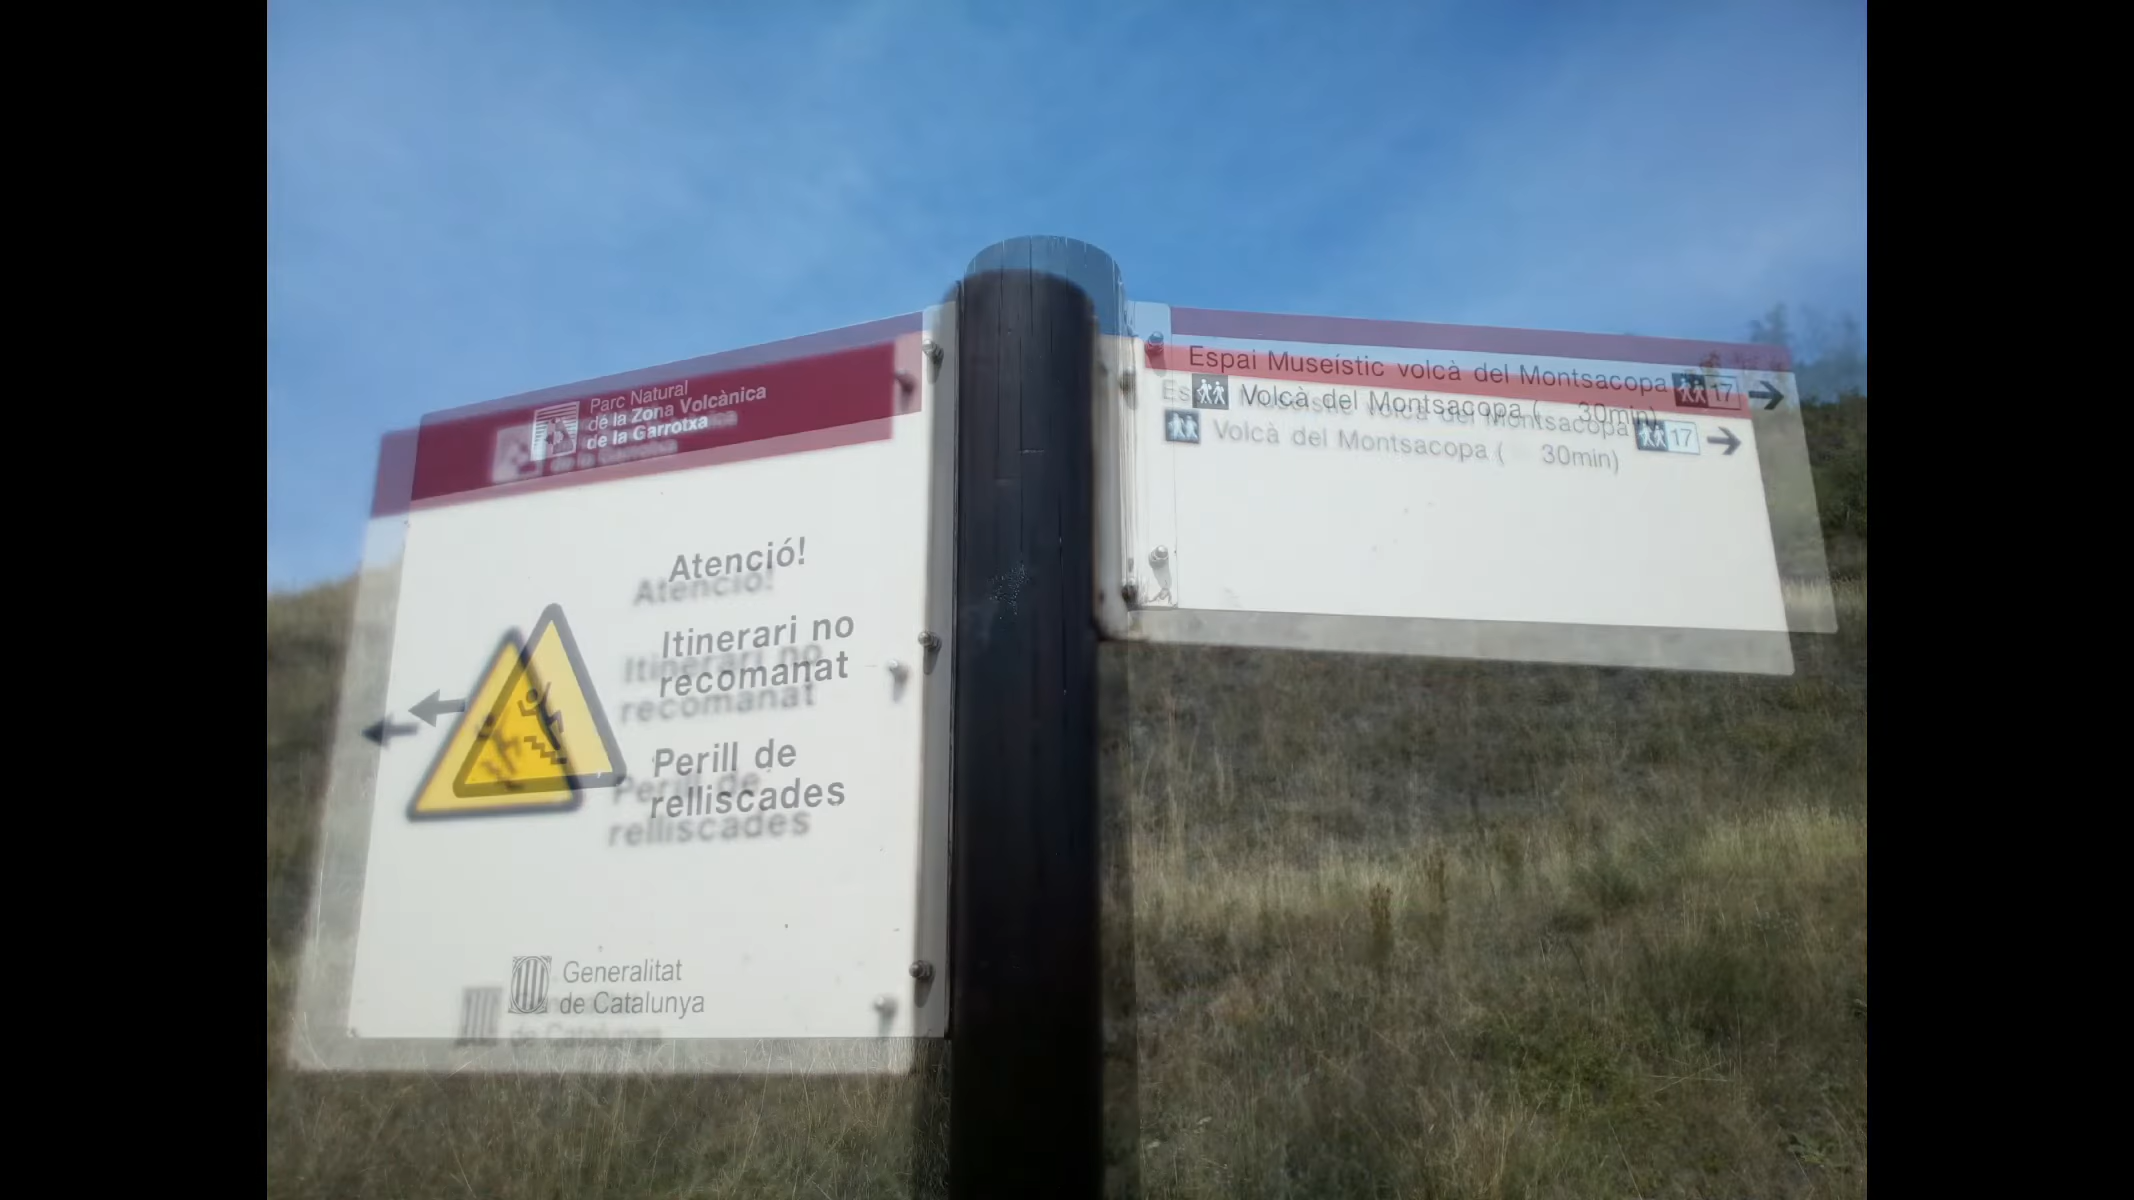 Parc Natural
de la Zona Volcànica
de la Garrotxa
Atenció!
Itinerari no
recomanat
Perill de
relliscades
Generalitat
de Catalunya
Espai Museístic volcà del Montsacopa 17
Volcà del Montsacopa ( 30min)